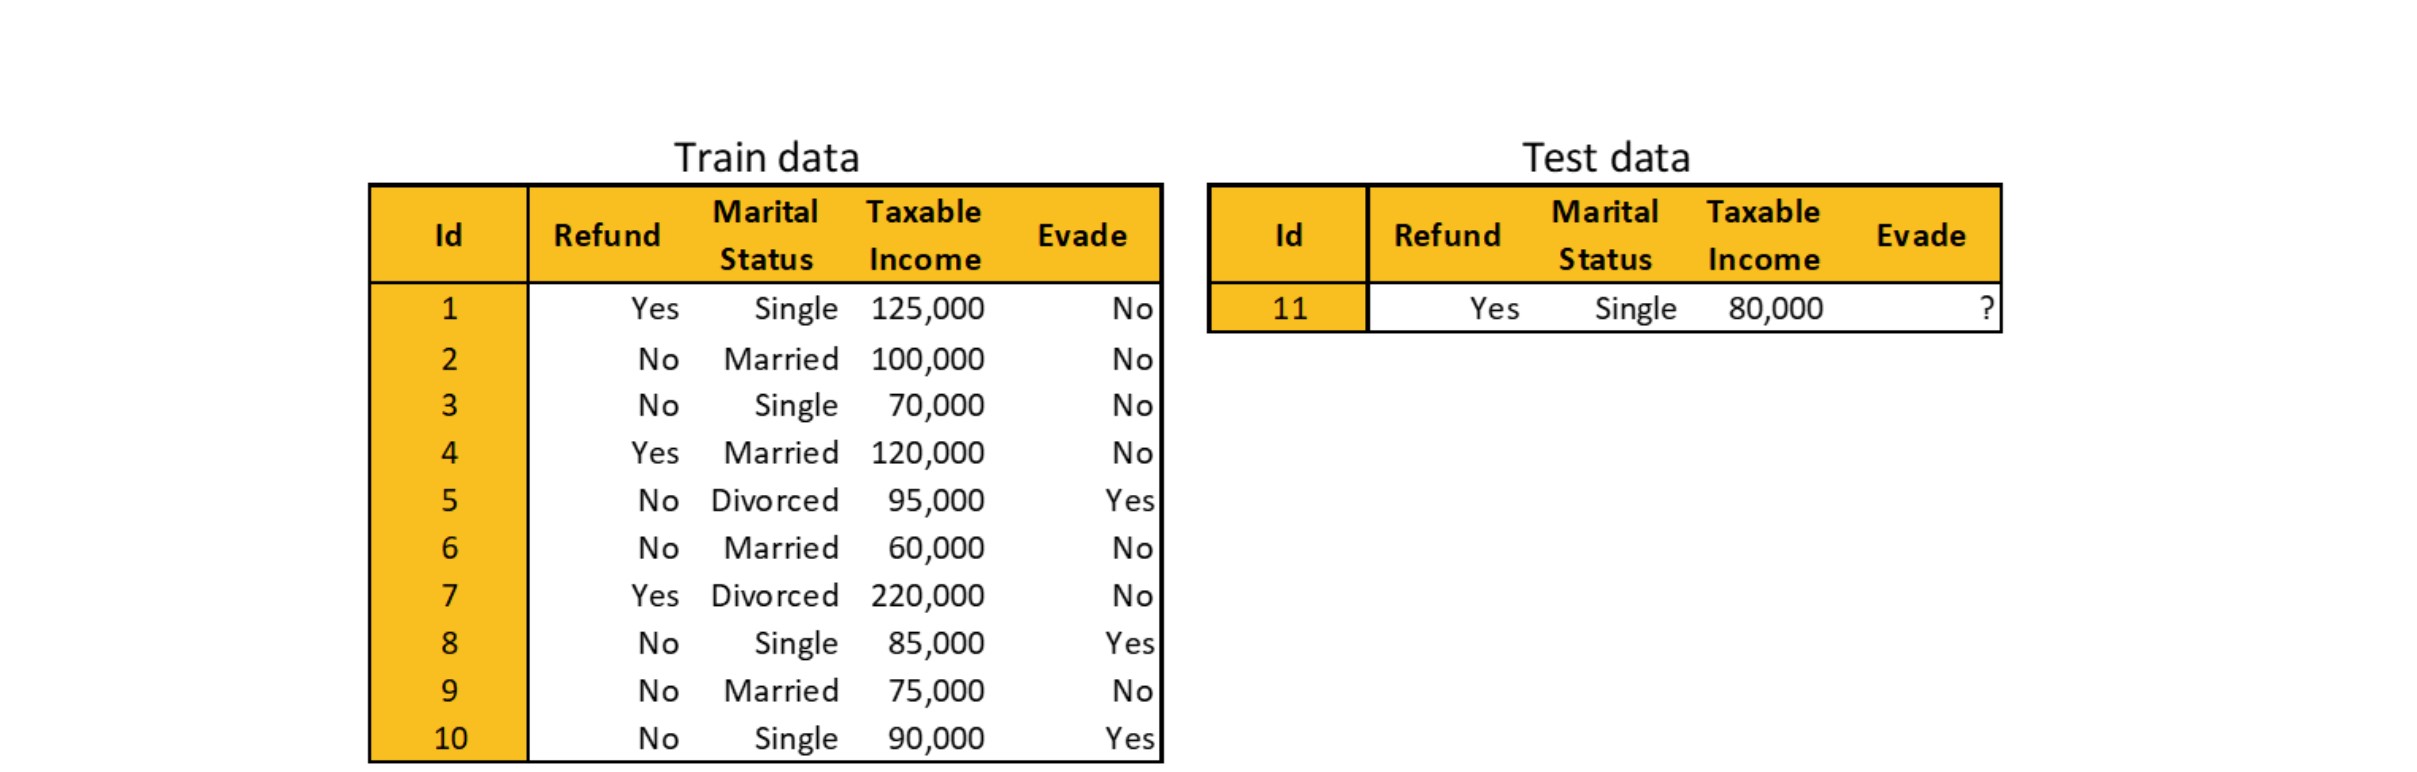 Train data
Id Refund Marital Status Taxable Income Evade
1 Yes Single 125,000 No
2 No Married 100,000 No
3 No Single 70,000 No
4 Yes Married 120,000 No
5 No Divorced 95,000 Yes
6 No Married 60,000 No
7 Yes Divorced 220,000 No
8 No Single 85,000 Yes
9 No Married 75,000 No
10 No Single 90,000 Yes
Test data
Id Refund Marital Status Taxable Income Evade
11 Yes Single 80,000 ?